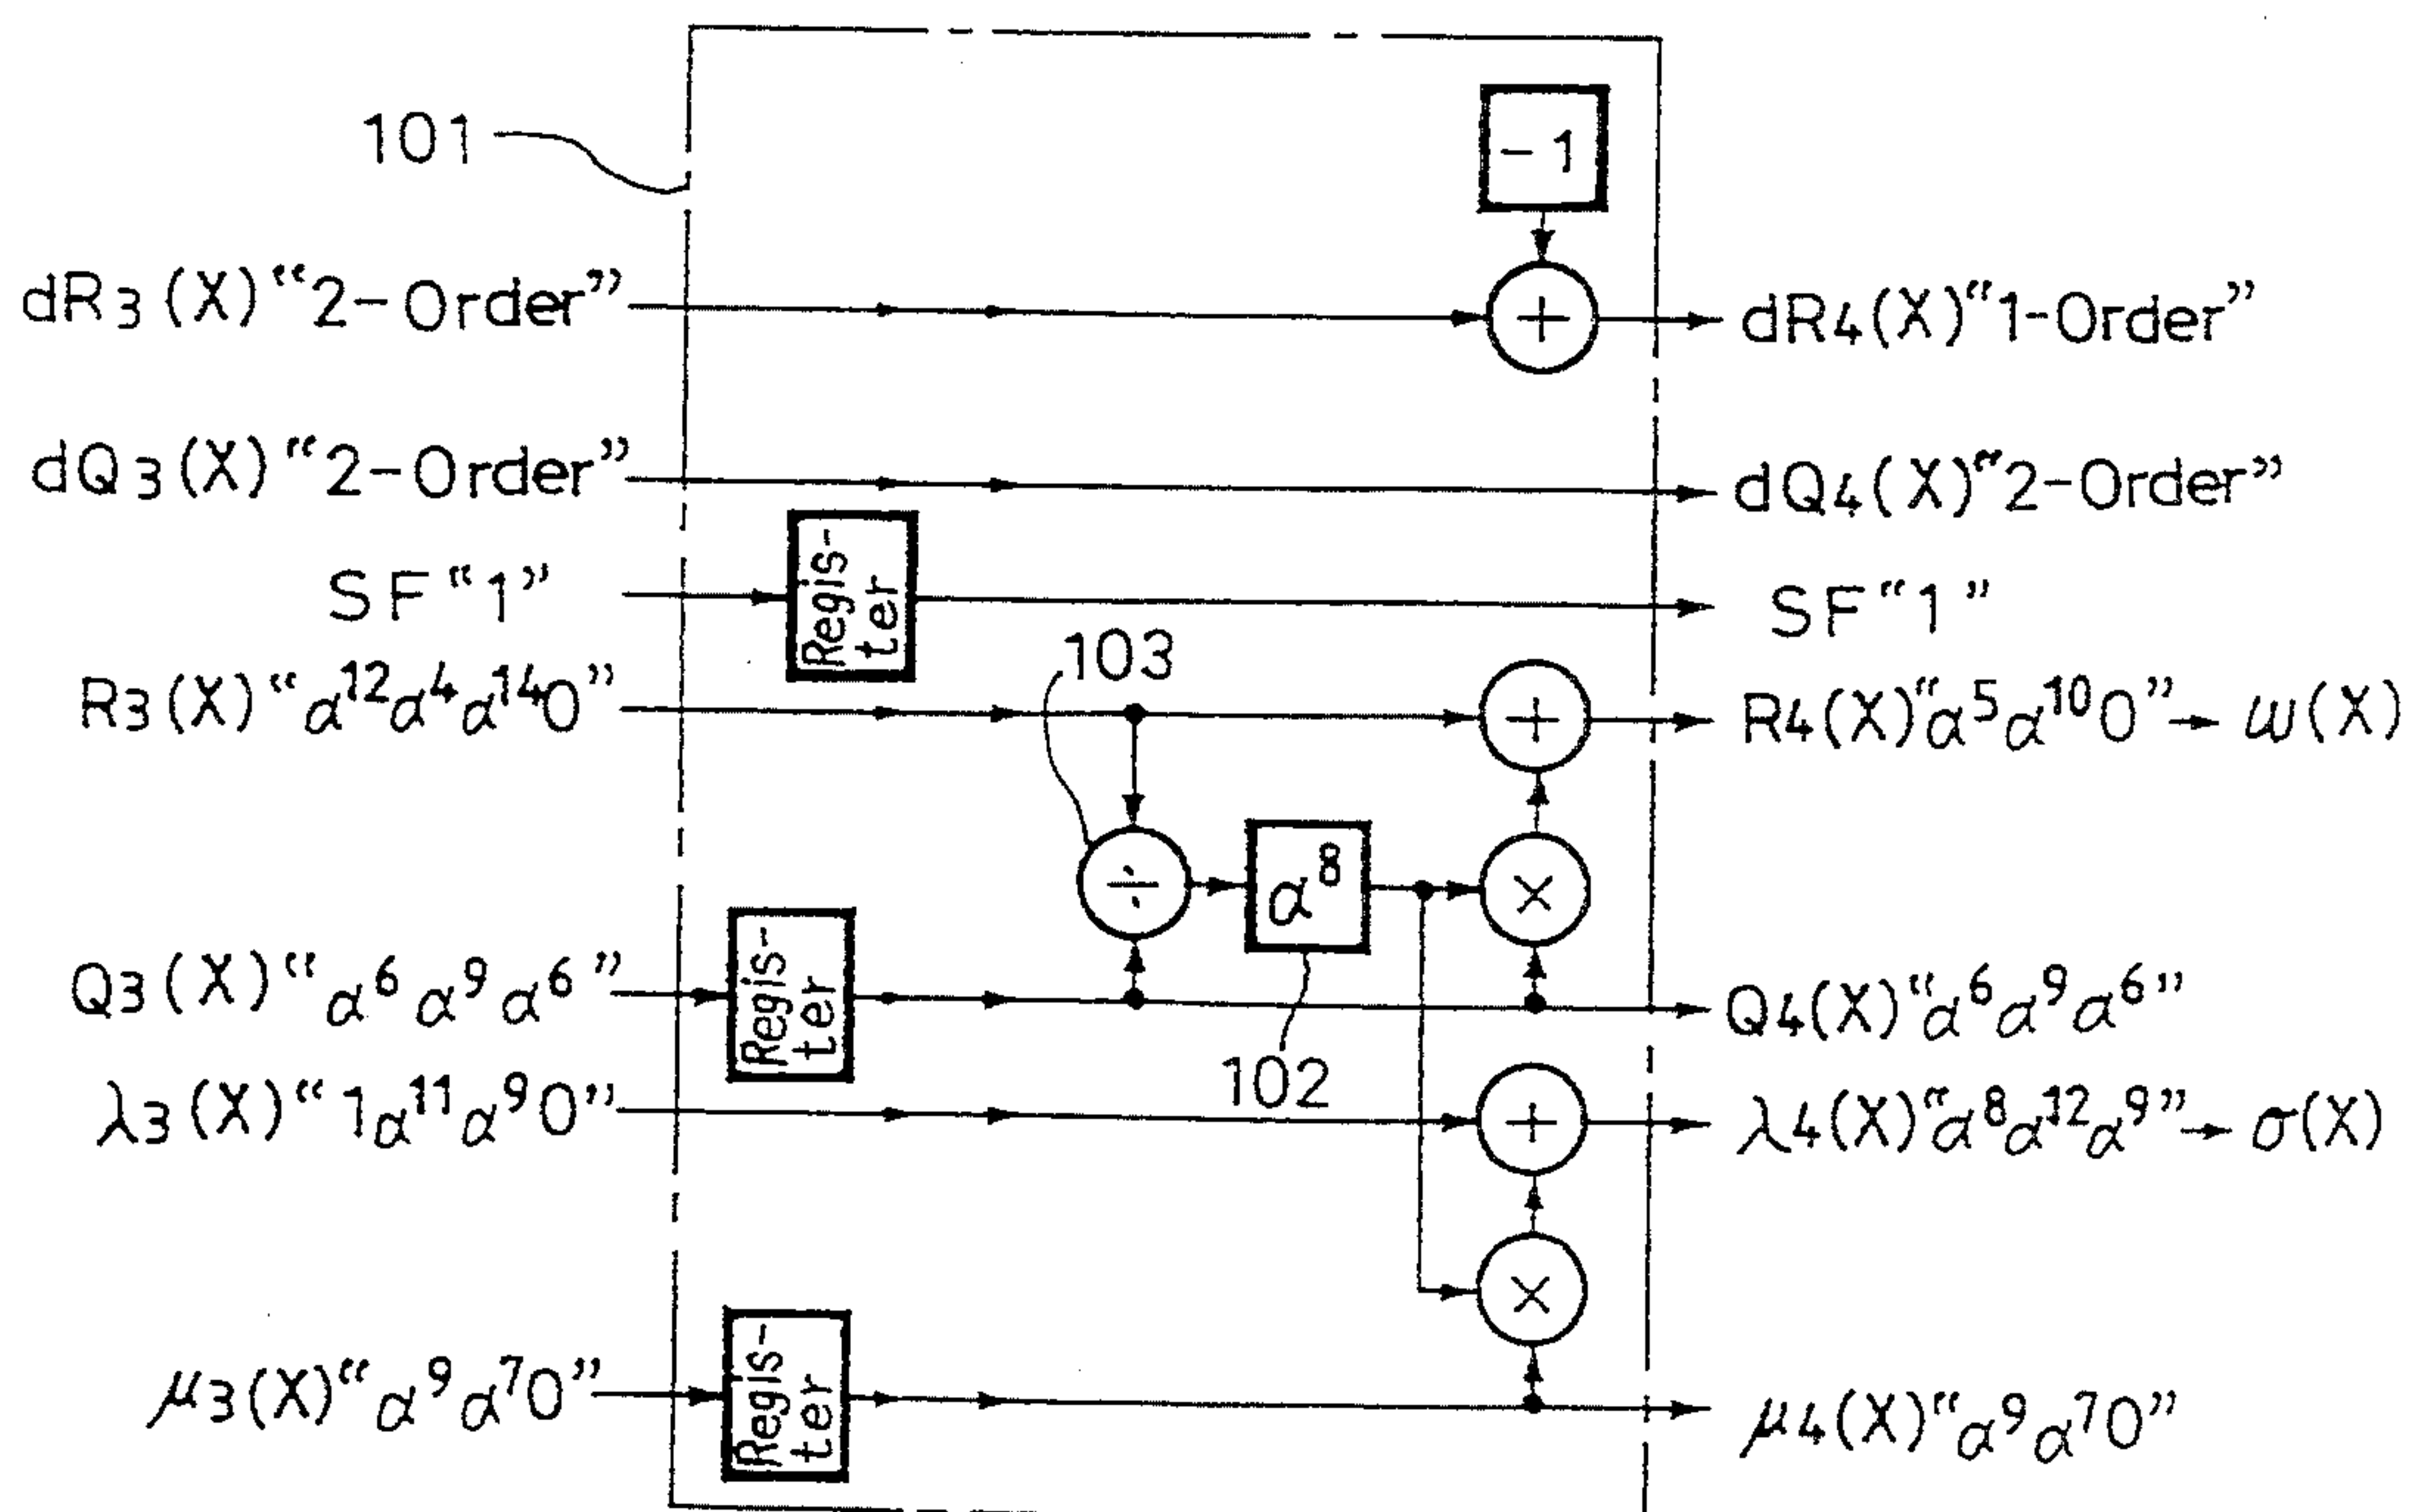 101
-1
dR3(X)“2-Order”
+
dR4(X)“1-Order”
dQ3(X)“2-Order”
dQ4(X)“2-Order”
SF“1”
Regis-
ter
SF“1”
103
R3(X)“α¹²α⁴α¹⁴0”
+
R4(X)“α⁵α¹⁰0”→ω(X)
÷
α⁸
×
Q3(X)“α⁶α⁹α⁶”
Regis-
ter
Q4(X)“α⁶α⁹α⁶”
102
λ3(X)“1α¹¹α⁹0”
+
λ4(X)“α⁸α¹²α⁹”→σ(X)
×
μ3(X)“α⁹α⁷0”
Regis-
ter
μ4(X)“α⁹α⁷0”